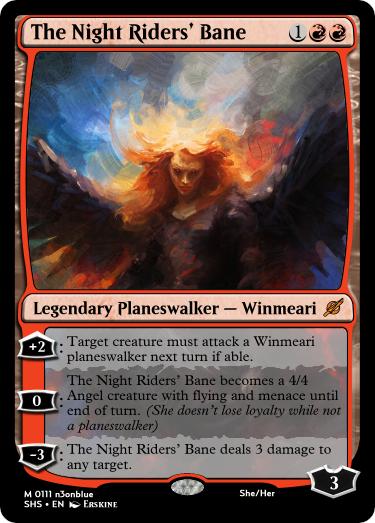 The Night Riders' Bane 1
Legendary Planeswalker — Winmeari
+2: Target creature must attack a Winmeari
planeswalker next turn if able.
0: The Night Riders' Bane becomes a 4/4
Angel creature with flying and menace until
end of turn. (She doesn't lose loyalty while not
a planeswalker)
-3: The Night Riders' Bane deals 3 damage to
any target.
3
M 0111 n3onblue
She/Her
SHS • EN Erskine